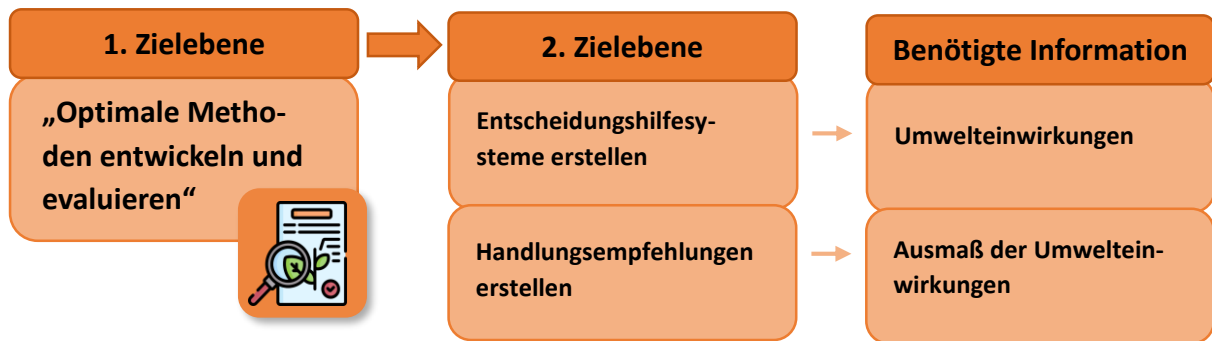 1. Zielebene
„Optimale Metho-
den entwickeln und
evaluieren“
2. Zielebene
Entscheidungshilfesy-
steme erstellen
Handlungsempfehlungen
erstellen
Benötigte Information
Umwelteinwirkungen
Ausmaß der Umweltein-
wirkungen